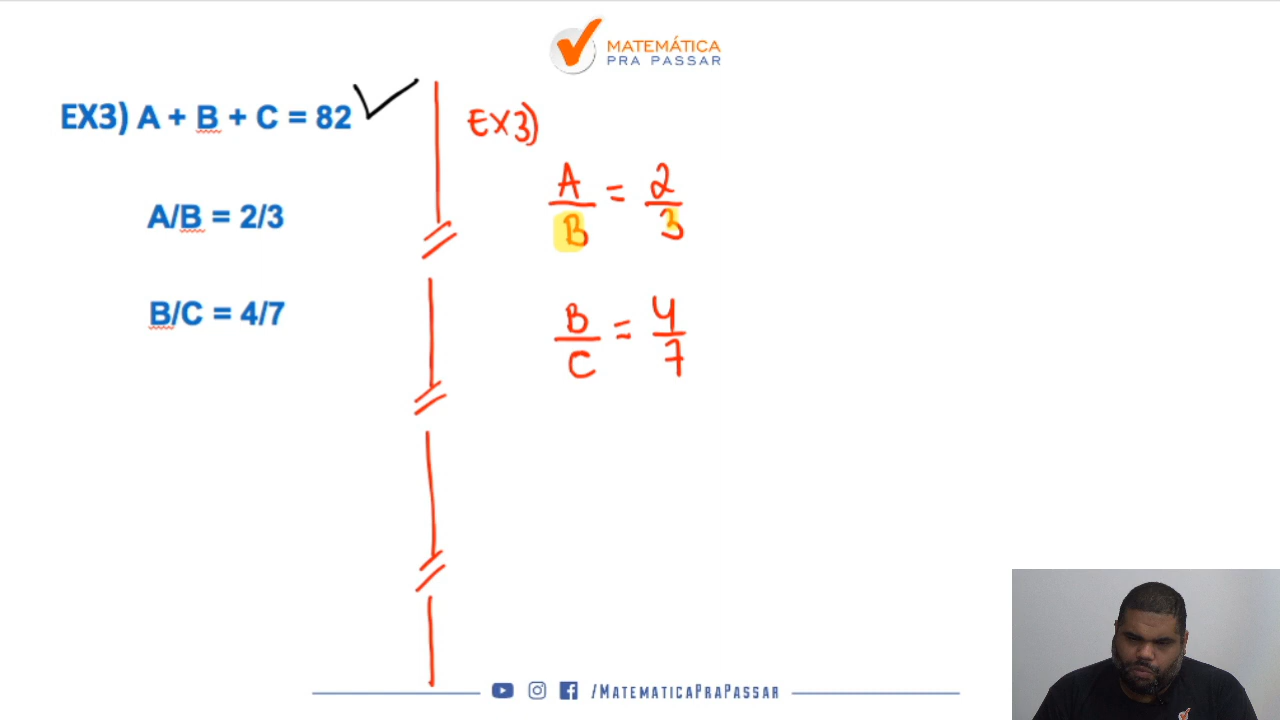 MATEMÁTICA
PRA PASSAR
EX3) A + B + C = 82
A/B = 2/3
B/C = 4/7
EX3)
A/B = 2/3
B/C = 4/7
/MATEMATICAPRAPASSAR